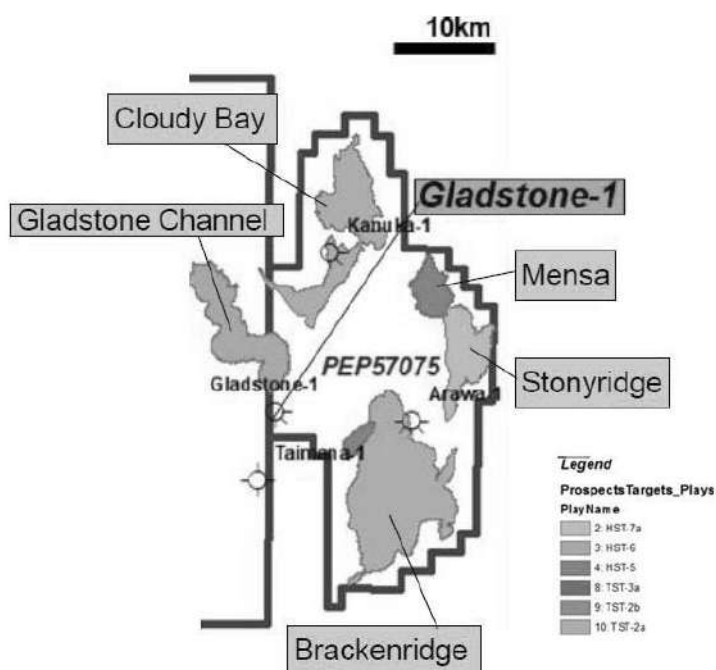 10km
Cloudy Bay
Gladstone-1
Kanuka-1
Gladstone Channel
Mensa
PEP57075
Gladstone-1
Arawa-1
Stonyridge
Taimana-1
Legend
ProspectsTargets_Plays
PlayName
2: HST-7a
3: HST-6
4: HST-5
8: TST-3a
9: TST-2b
10: TST-2a
Brackenridge